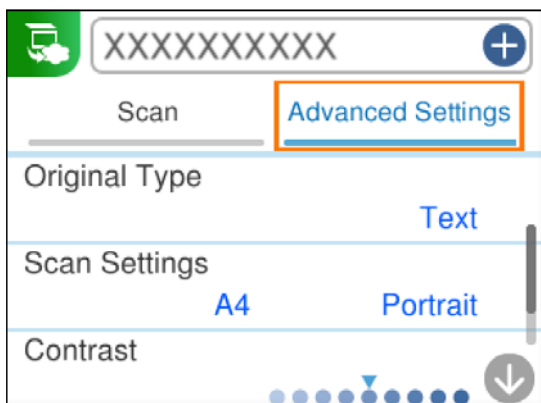 XXXXXXXXXX
Scan Advanced Settings
Original Type
Text
Scan Settings
A4 Portrait
Contrast